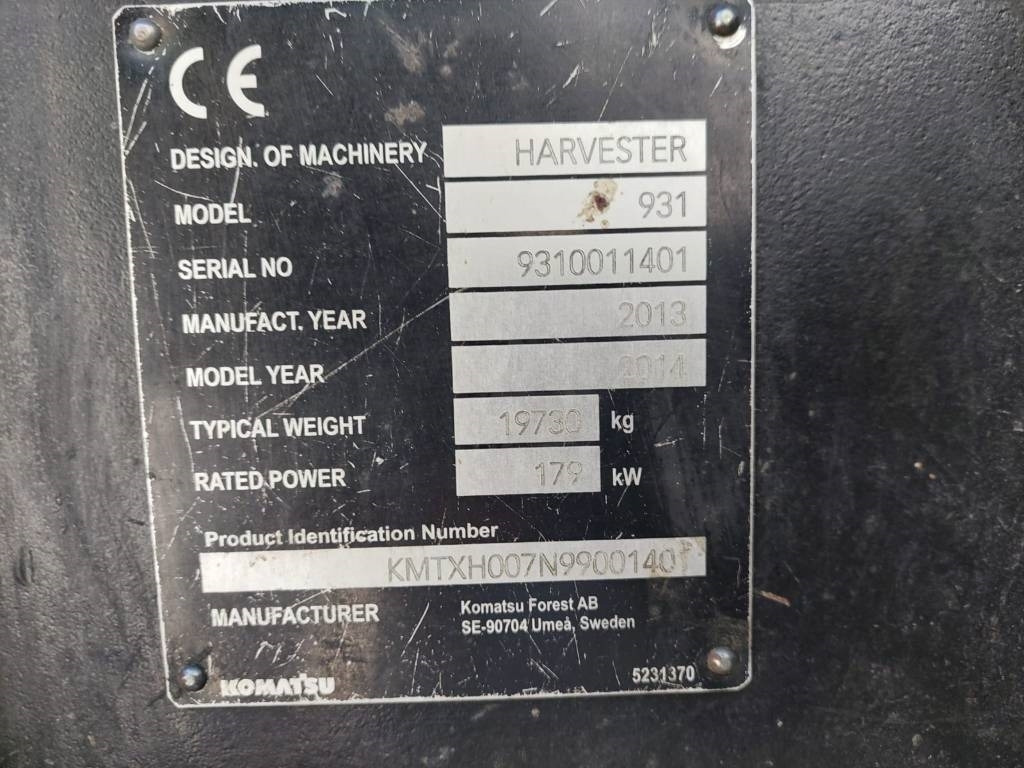 CE
DESIGN. OF MACHINERY HARVESTER
MODEL 931
SERIAL NO 9310011401
MANUFACT. YEAR 2013
MODEL YEAR 2014
TYPICAL WEIGHT 19730 kg
RATED POWER 179 kW
Product Identification Number
KMTXH007N99001401
MANUFACTURER Komatsu Forest AB
SE-90704 Umeå, Sweden
KOMATSU 5231370